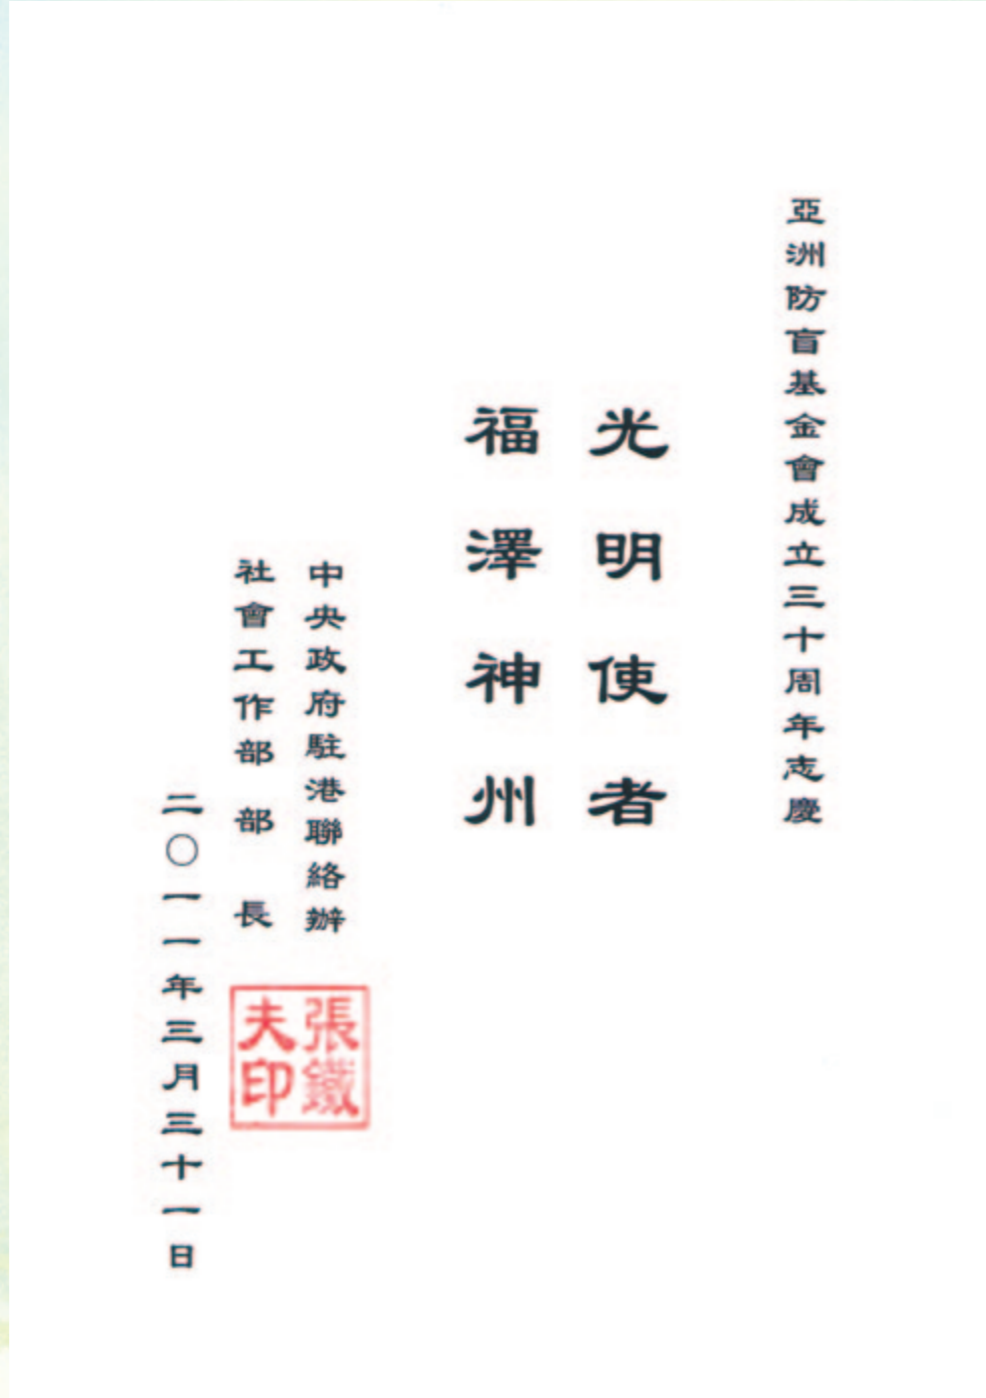 亞洲防盲基金會成立三十周年志慶
光明使者
福澤神州
中央政府駐港聯絡辦
社會工作部部長
張鐵夫印
二〇一一年三月三十一日